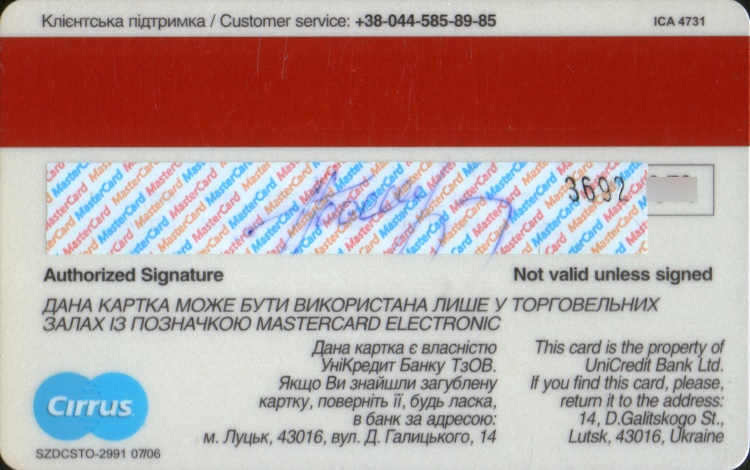 Клієнтська підтримка / Customer service: +38-044-585-89-85
ICA 4731
3692
Authorized Signature
Not valid unless signed
ДАНА КАРТКА МОЖЕ БУТИ ВИКОРИСТАНА ЛИШЕ У ТОРГОВЕЛЬНИХ
ЗАЛАХ ІЗ ПОЗНАЧКОЮ MASTERCARD ELECTRONIC
Дана картка є власністю
УніКредит Банку ТзОВ.
Якщо Ви знайшли загублену
картку, поверніть її, будь ласка,
в банк за адресою:
м. Луцьк, 43016, вул. Д. Галицького, 14
This card is the property of
UniCredit Bank Ltd.
If you find this card, please,
return it to the address:
14, D.Galitskogo St.,
Lutsk, 43016, Ukraine
Cirrus
SZDCSTO-2991 07/06